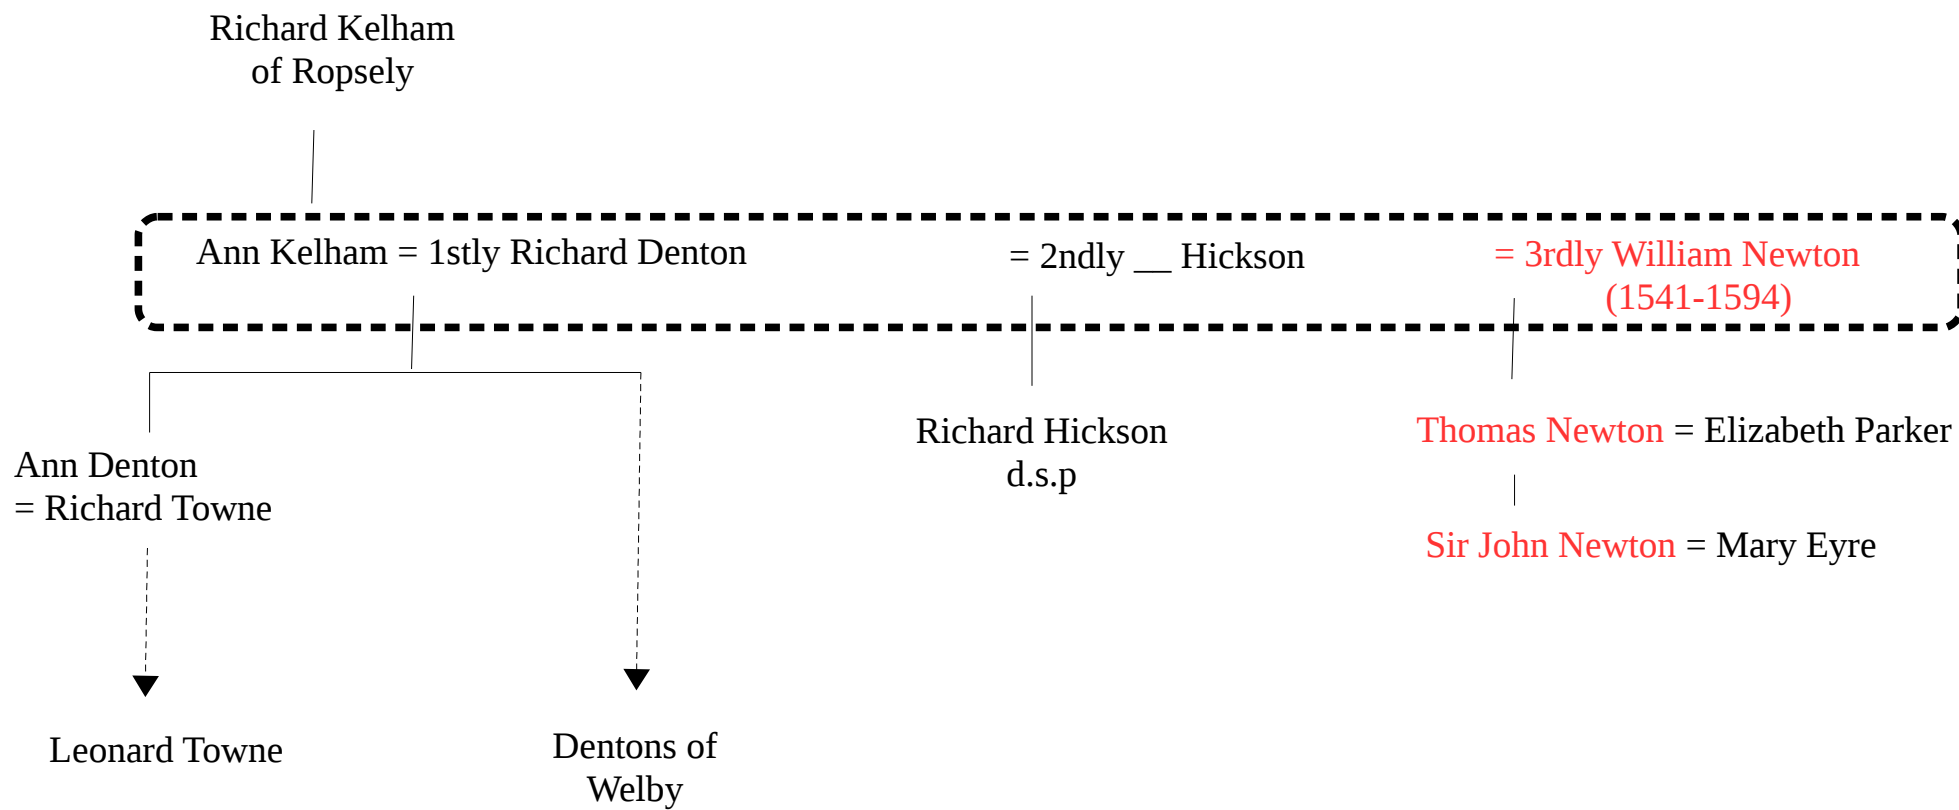 Richard Kelham
of Ropsely
Ann Kelham = 1stly Richard Denton
= 2ndly __ Hickson
= 3rdly William Newton
(1541-1594)
Ann Denton
= Richard Towne
Richard Hickson
d.s.p
Thomas Newton = Elizabeth Parker
Sir John Newton = Mary Eyre
Leonard Towne
Dentons of
Welby